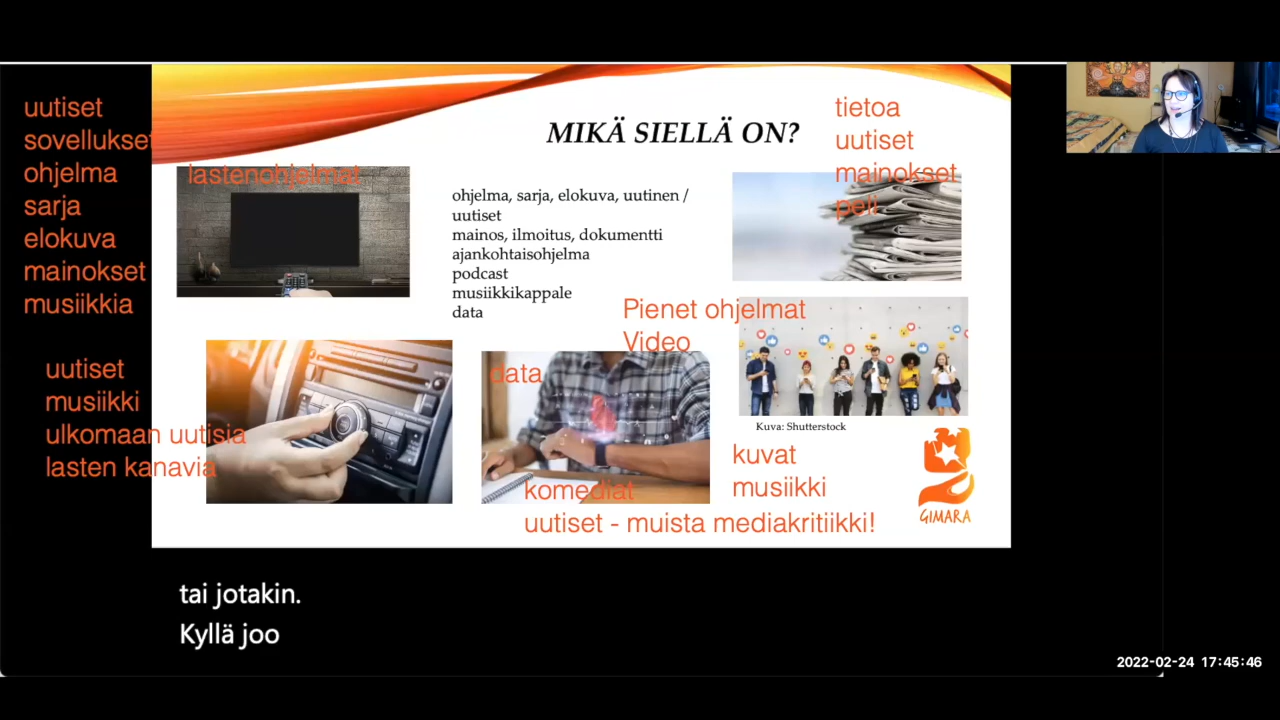 uutiset
sovellukset
ohjelma
sarja
elokuva
mainokset
musiikkia
uutiset
musiikki
ulkomaan uutisia
lasten kanavia
lastenohjelmat
MIKÄ SIELLÄ ON?
ohjelma, sarja, elokuva, uutinen /
uutiset
mainos, ilmoitus, dokumentti
ajankohtaisohjelma
podcast
musiikkikappale
data
tietoa
uutiset
mainokset
peli
Pienet ohjelmat
Video
data
Kuva: Shutterstock
kuvat
musiikki
komediat
uutiset - muista mediakritiikki!
GIMARA
tai jotakin.
Kyllä joo
2022-02-24 17:45:46